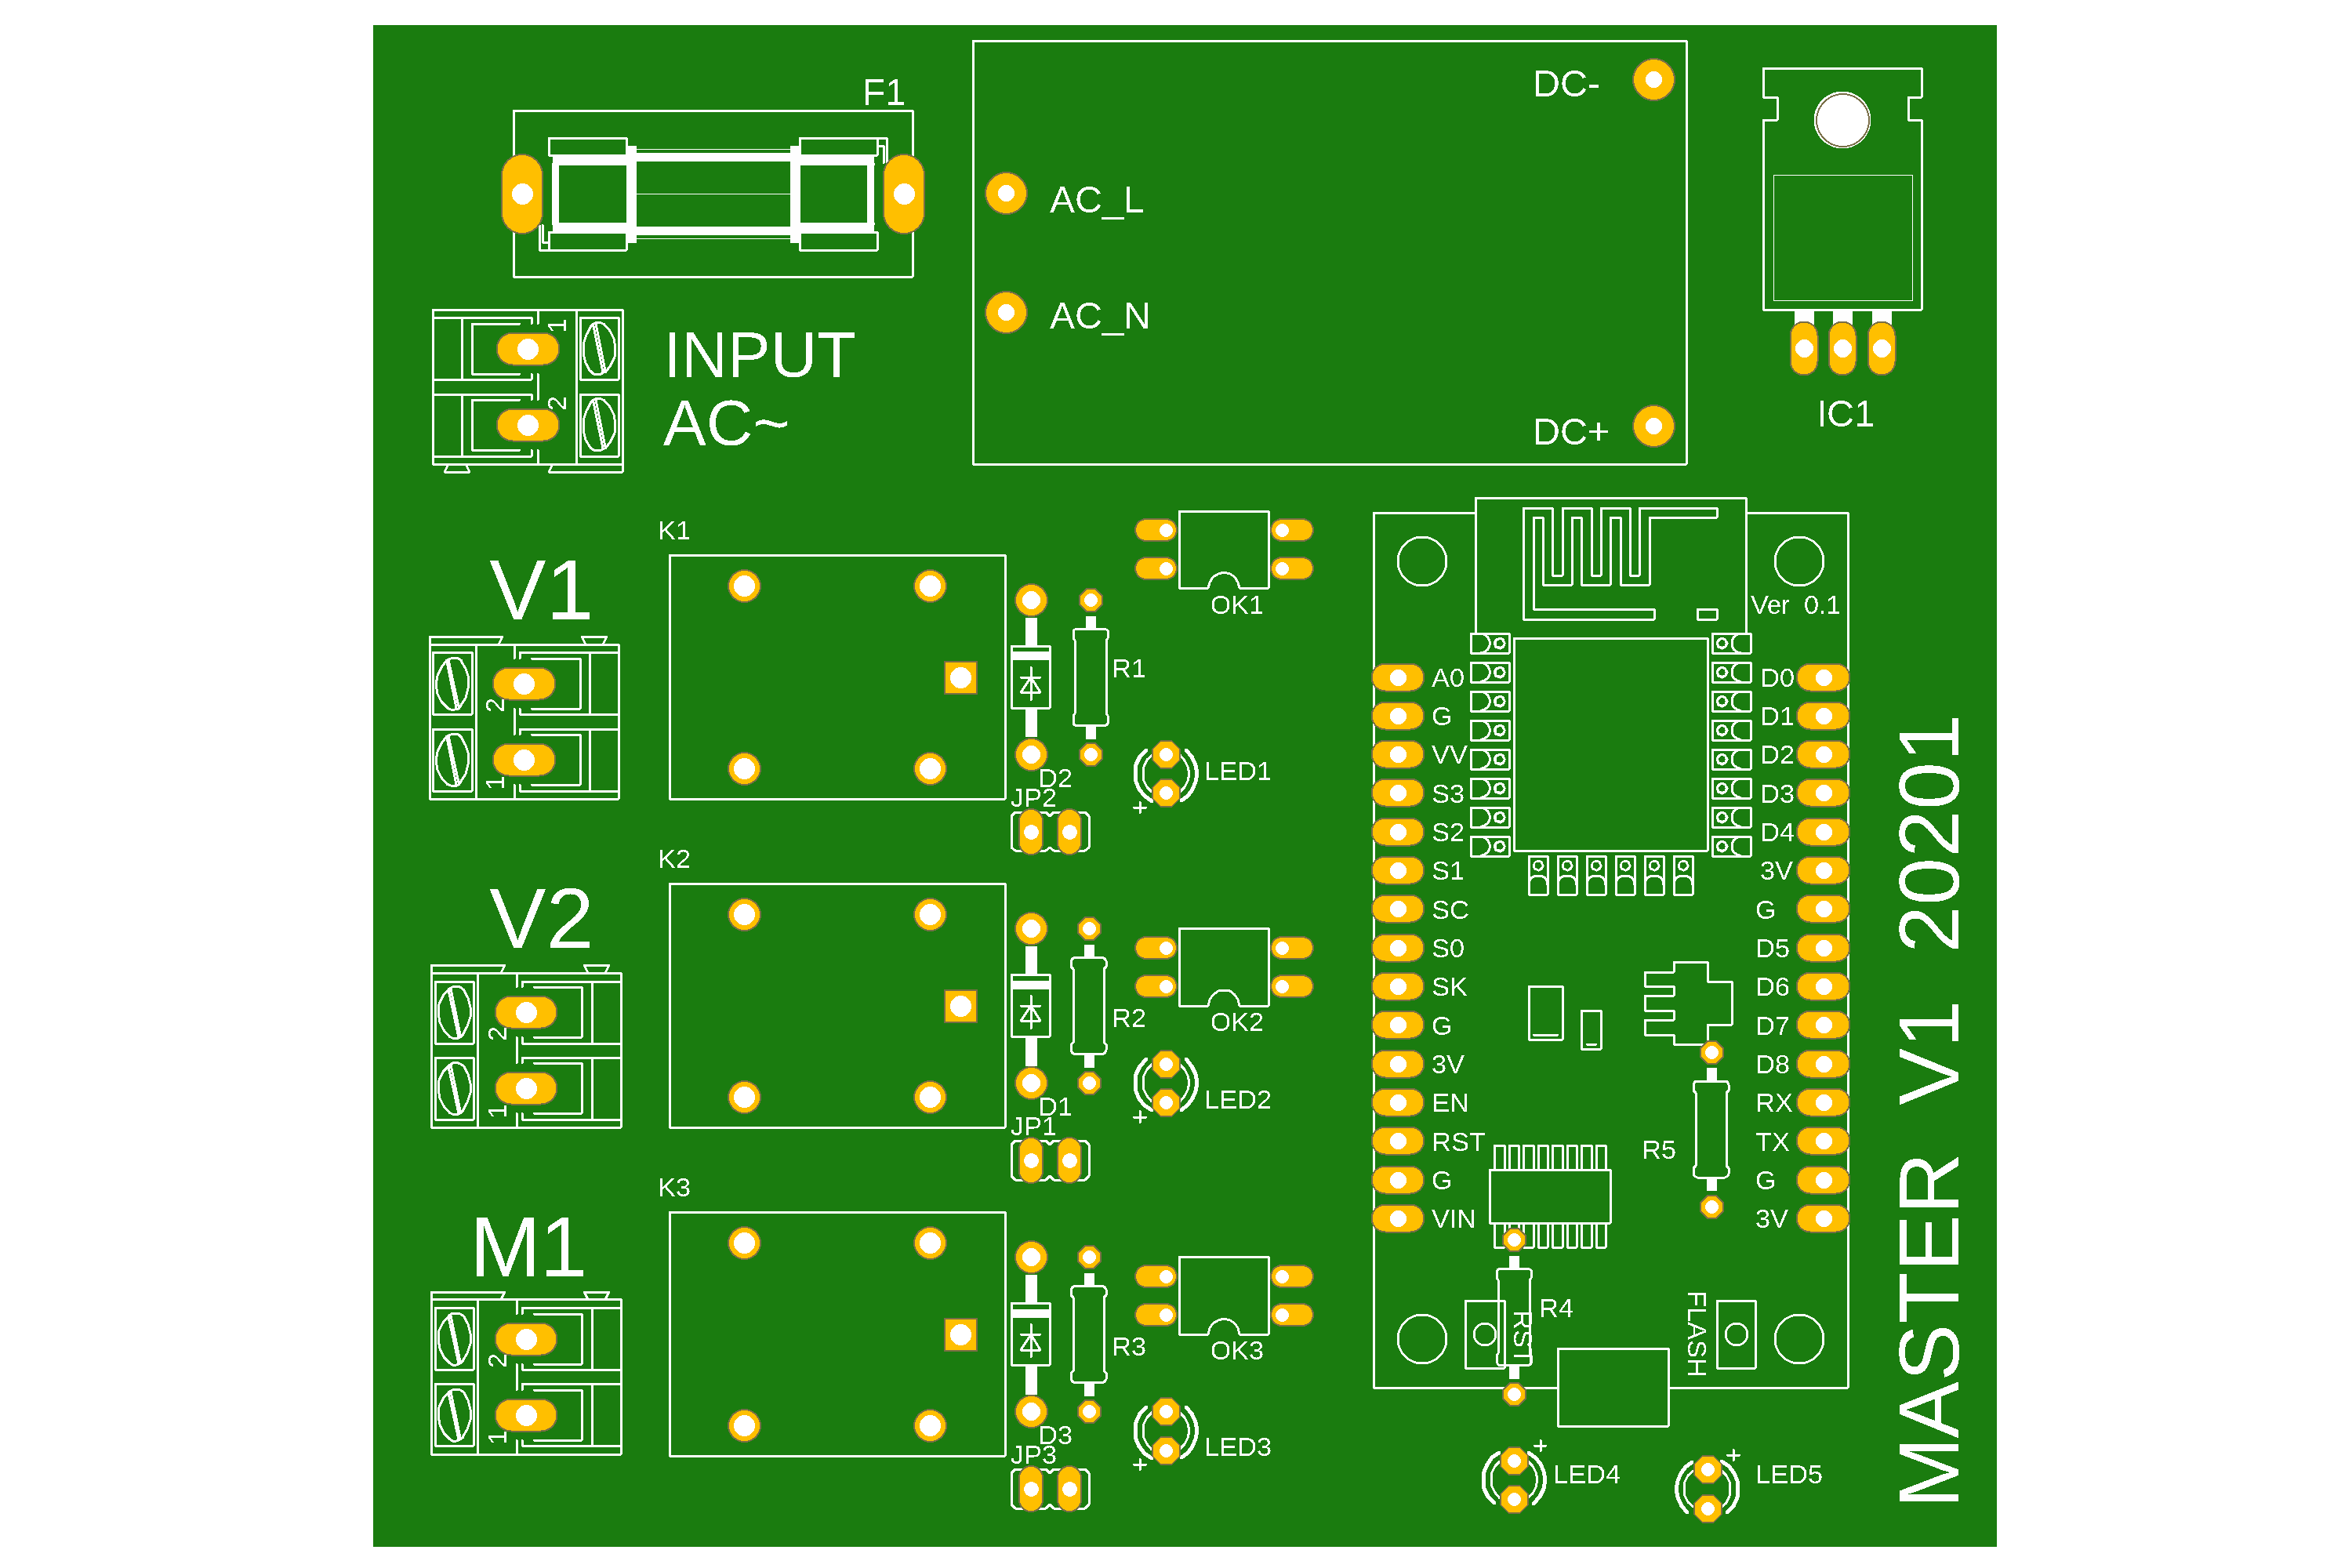 F1
DC-
AC_L
AC_N
DC+
IC1
1
2
INPUT
AC~
K1
V1
2
1
OK1
R1
D2
JP2
LED1
+
K2
V2
2
1
R2
OK2
D1
JP1
LED2
+
K3
M1
2
1
R3
OK3
D3
JP3
LED3
+
Ver 0.1
A0
G
VV
S3
S2
S1
SC
S0
SK
G
3V
EN
RST
G
VIN
D0
D1
D2
D3
D4
3V
G
D5
D6
D7
D8
RX
TX
G
3V
R5
R4
RST
FLASH
+
LED4
+
LED5
MASTER V1 20201